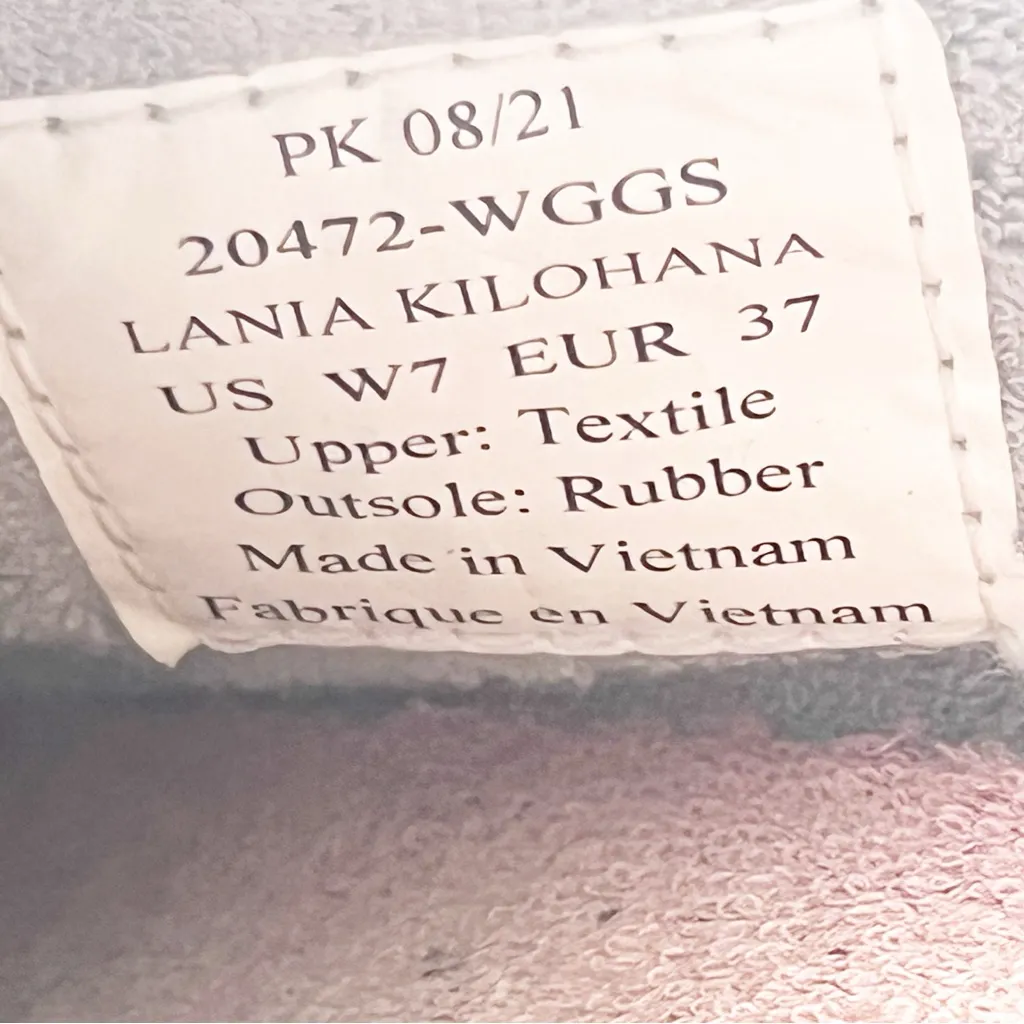 PK 08/21
20472-WGGS
LANIA KILOHANA
US W7 EUR 37
Upper: Textile
Outsole: Rubber
Made in Vietnam
Fabrique en Vietnam